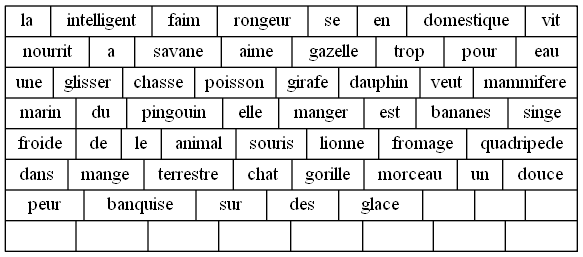 la intelligent faim rongeur se en domestique vit
nourrit a savane aime gazelle trop pour eau
une glisser chasse poisson girafe dauphin veut mammifere
marin du pingouin elle manger est bananes singe
froide de le animal souris lionne fromage quadripede
dans mange terrestre chat gorille morceau un douce
peur banquise sur des glace